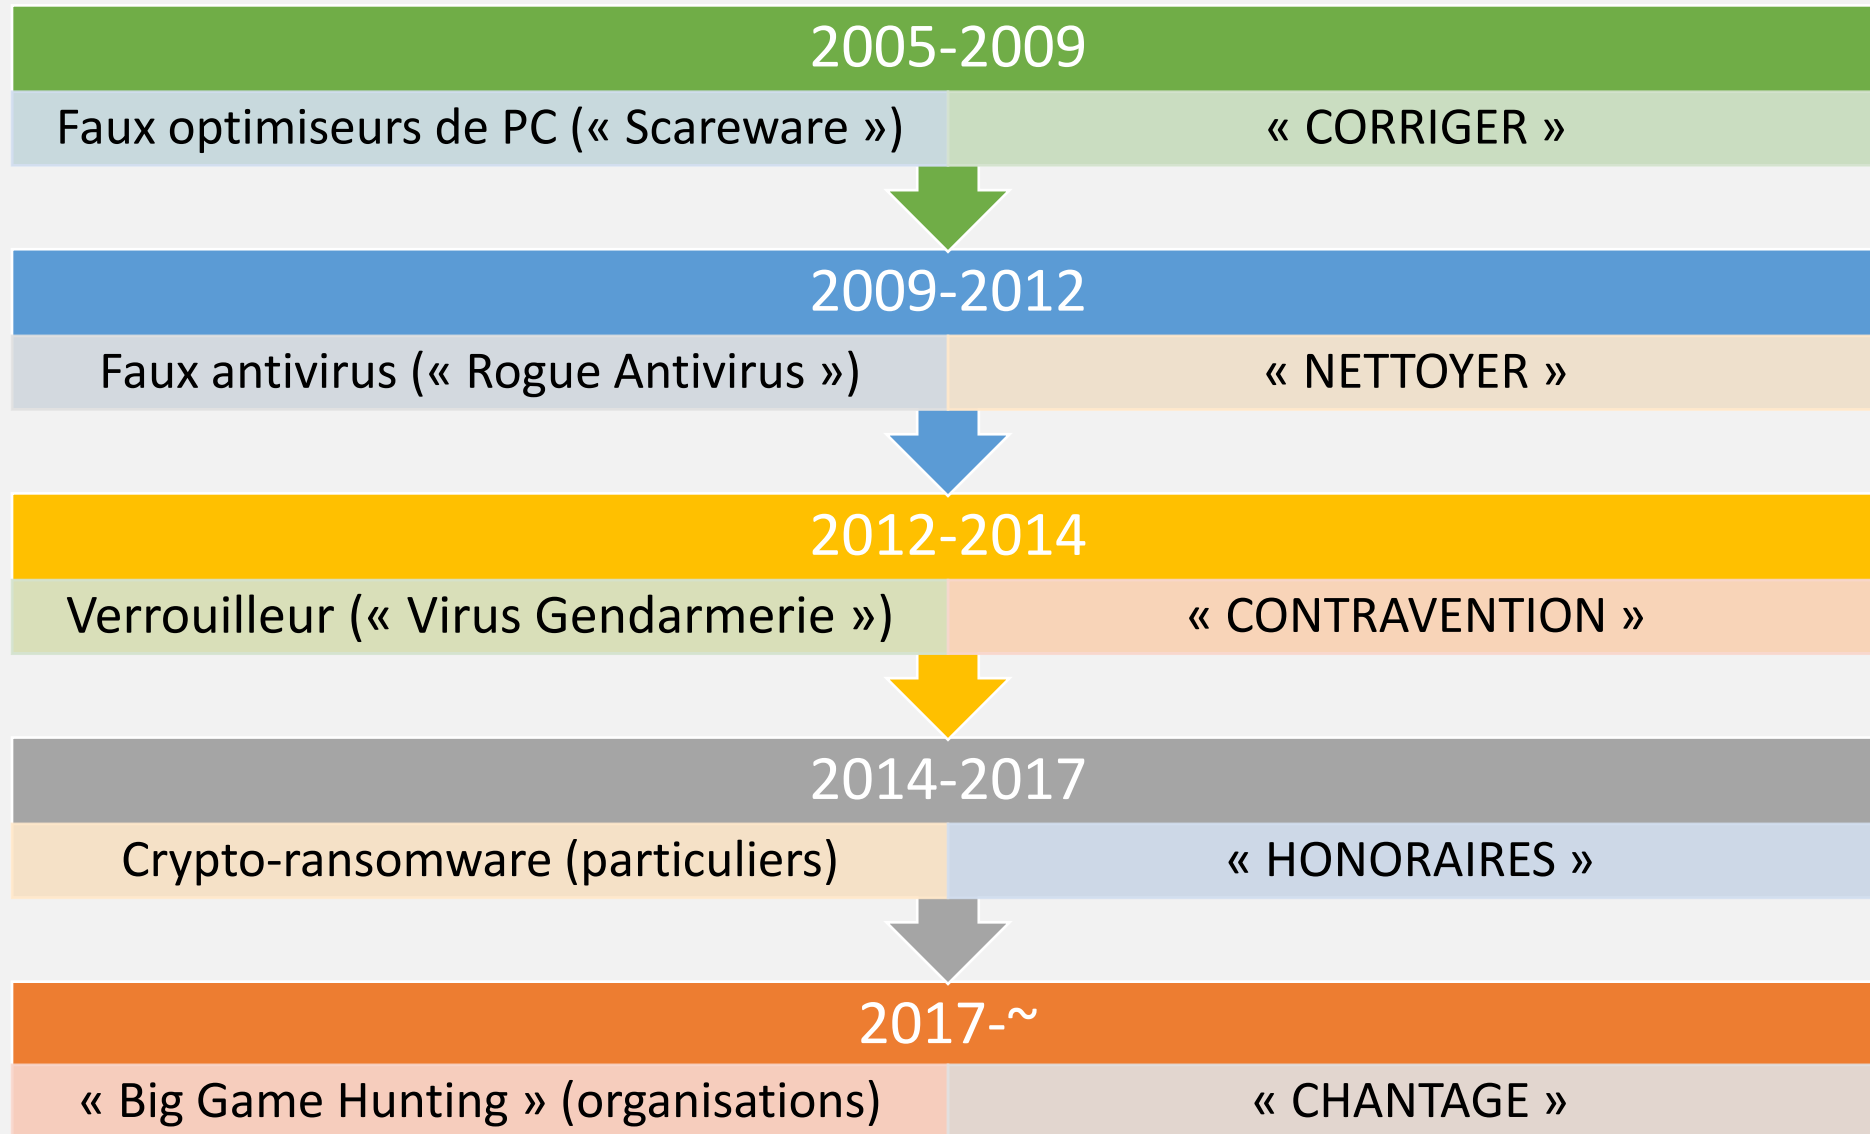 2005-2009
Faux optimiseurs de PC (« Scareware »)
« CORRIGER »
2009-2012
Faux antivirus (« Rogue Antivirus »)
« NETTOYER »
2012-2014
Verrouilleur (« Virus Gendarmerie »)
« CONTRAVENTION »
2014-2017
Crypto-ransomware (particuliers)
« HONORAIRES »
2017-~
« Big Game Hunting » (organisations)
« CHANTAGE »